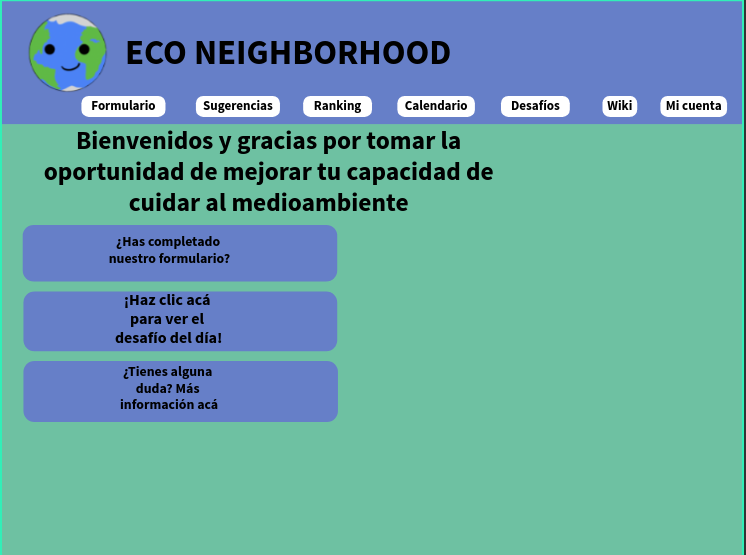 ECO NEIGHBORHOOD
Formulario Sugerencias Ranking Calendario Desafíos Wiki Mi cuenta
Bienvenidos y gracias por tomar la
oportunidad de mejorar tu capacidad de
cuidar al medioambiente
¿Has completado
nuestro formulario?
¡Haz clic acá
para ver el
desafío del día!
¿Tienes alguna
duda? Más
información acá